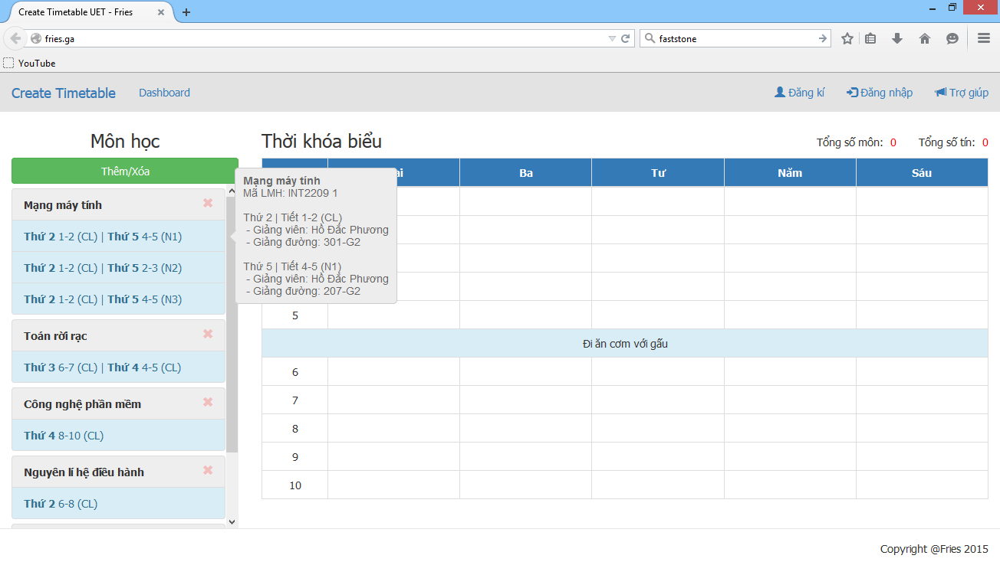 Create Timetable UET - Fries
fries.ga
faststone
YouTube
Create Timetable
Dashboard
Đăng kí
Đăng nhập
Trợ giúp
Môn học
Thêm/Xóa
Mạng máy tính
Thứ 2 1-2 (CL) | Thứ 5 4-5 (N1)
Thứ 2 1-2 (CL) | Thứ 5 2-3 (N2)
Thứ 2 1-2 (CL) | Thứ 5 4-5 (N3)
Toán rời rạc
Thứ 3 6-7 (CL) | Thứ 4 4-5 (CL)
Công nghệ phần mềm
Thứ 4 8-10 (CL)
Nguyên lí hệ điều hành
Thứ 2 6-8 (CL)
Mạng máy tính
Mã LMH: INT2209 1
Thứ 2 | Tiết 1-2 (CL)
- Giảng viên: Hồ Đắc Phương
- Giảng đường: 301-G2
Thứ 5 | Tiết 4-5 (N1)
- Giảng viên: Hồ Đắc Phương
- Giảng đường: 207-G2
Thời khóa biểu
Tổng số môn: 0
Tổng số tín: 0
ai
Ba
Tư
Năm
Sáu
5
Đi ăn cơm với gấu
6
7
8
9
10
Copyright @Fries 2015